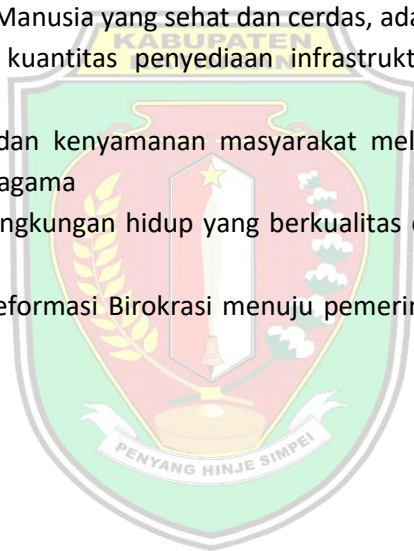 Manusia yang sehat dan cerdas, ada
KABUPATEN
kuantitas penyediaan infrastrukt
dan kenyamanan masyarakat mel
agama
ngkungan hidup yang berkualitas
eformasi Birokrasi menuju pemerin
PENYANG HINJE SIMPEI